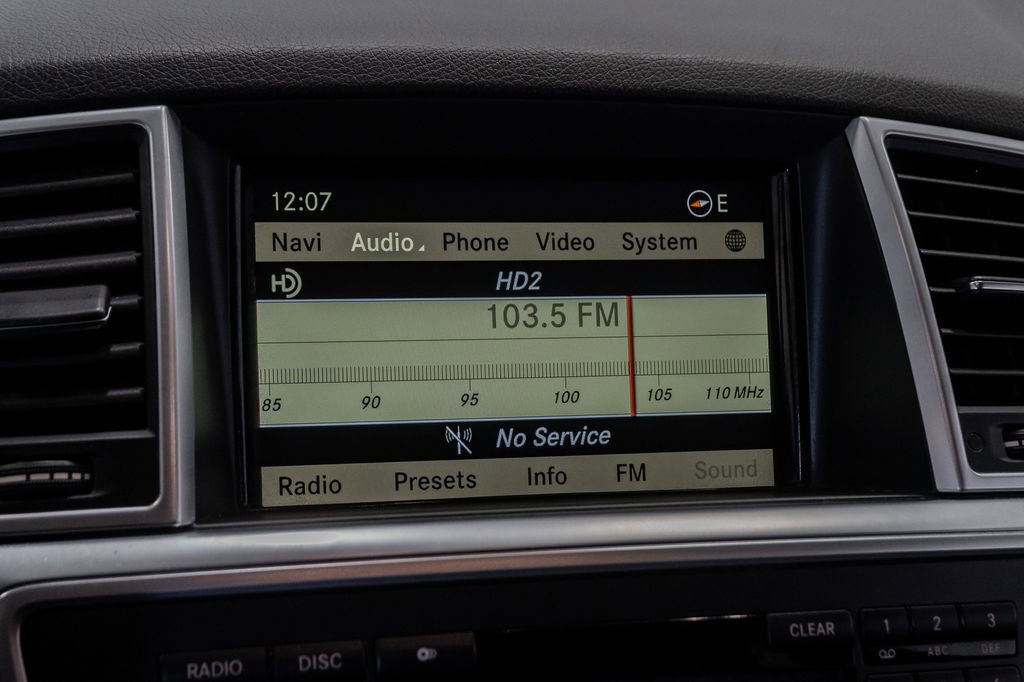 12:07 E
Navi Audio Phone Video System
HD HD2
103.5 FM
85 90 95 100 105 110 MHz
No Service
Radio Presets Info FM Sound
RADIO DISC CLEAR 1 2 3
ABC DEF